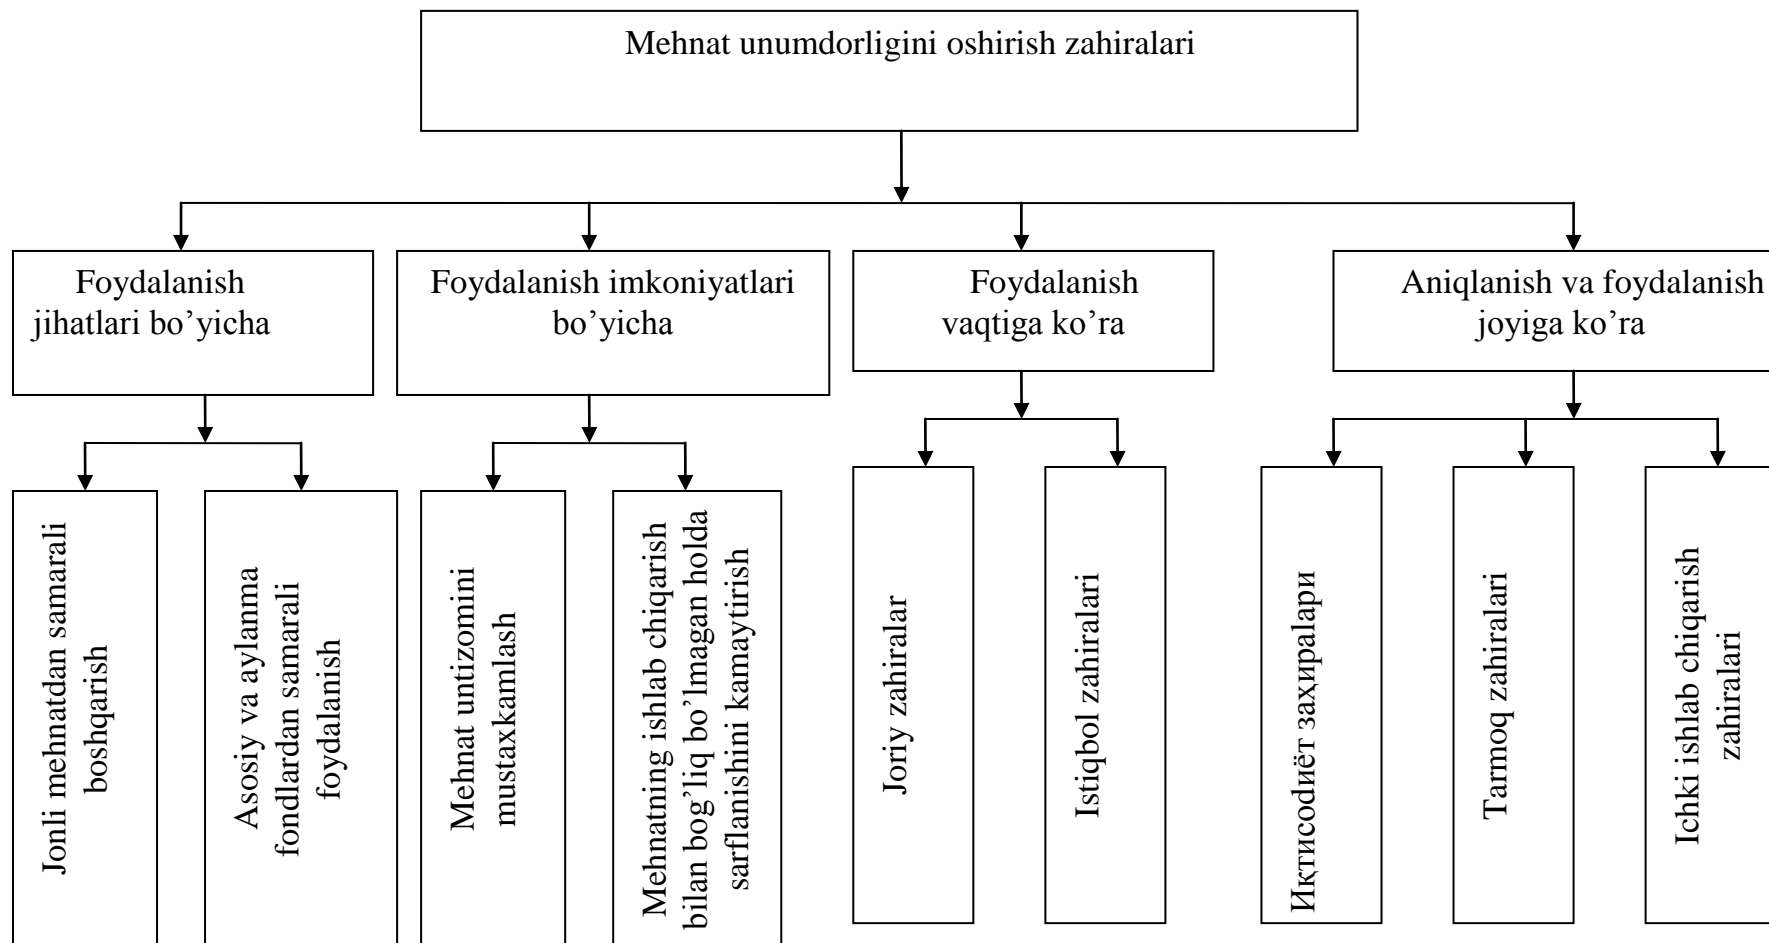 Mehnat unumdorligini oshirish zahiralari
Foydalanish
jihatlari bo’yicha
Foydalanish imkoniyatlari
bo’yicha
Foydalanish
vaqtiga ko’ra
Aniqlanish va foydalanish
joyiga ko’ra
Jonli mehnatdan samarali
boshqarish
Asosiy va aylanma
fondlardan samarali
foydalanish
Mehnat untizomini
mustaxkamlash
Mehnatning ishlab chiqarish
bilan bog’liq bo’lmagan holda
sarflanishini kamaytirish
Joriy zahiralar
Istiqbol zahiralari
Иқтисодиёт заҳиралари
Tarmoq zahiralari
Ichki ishlab chiqarish
zahiralari